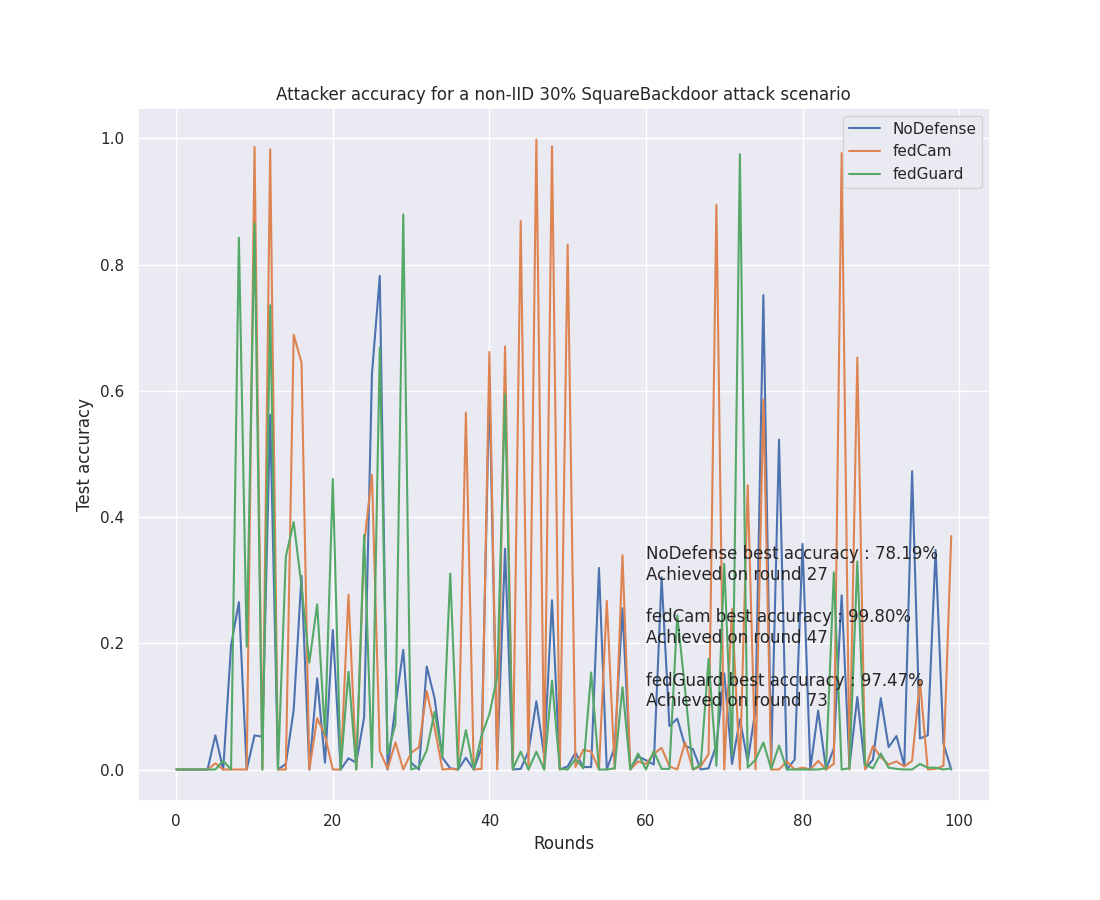 Attacker accuracy for a non-IID 30% SquareBackdoor attack scenario
NoDefense
fedCam
fedGuard
1.0
0.8
0.6
0.4
0.2
0.0
Test accuracy
NoDefense best accuracy : 78.19%
Achieved on round 27
fedCam best accuracy : 99.80%
Achieved on round 47
fedGuard best accuracy : 97.47%
Achieved on round 73
0
20
40
60
80
100
Rounds